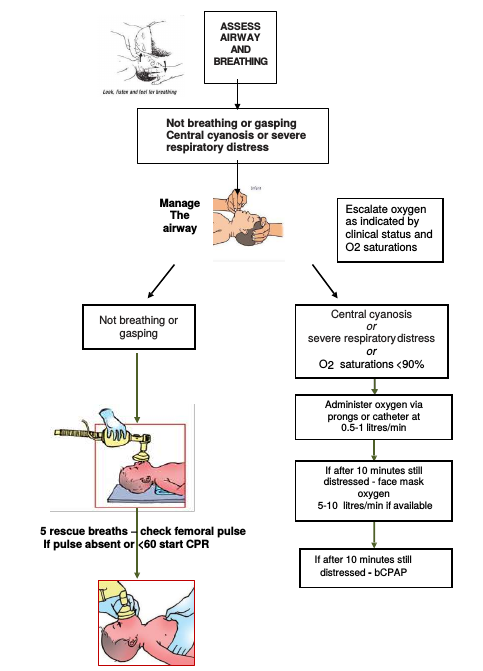 ASSESS
AIRWAY
AND
BREATHING
Look, listen and feel for breathing
Not breathing or gasping
Central cyanosis or severe
respiratory distress
Manage
The
airway
Infant
Escalate oxygen
as indicated by
clinical status and
O2 saturations
Not breathing or
gasping
Central cyanosis
or
severe respiratory distress
or
O2 saturations <90%
Administer oxygen via
prongs or catheter at
0.5-1 litres/min
If after 10 minutes still
distressed - face mask
oxygen
5-10 litres/min if available
5 rescue breaths – check femoral pulse
If pulse absent or <60 start CPR
If after 10 minutes still
distressed - bCPAP